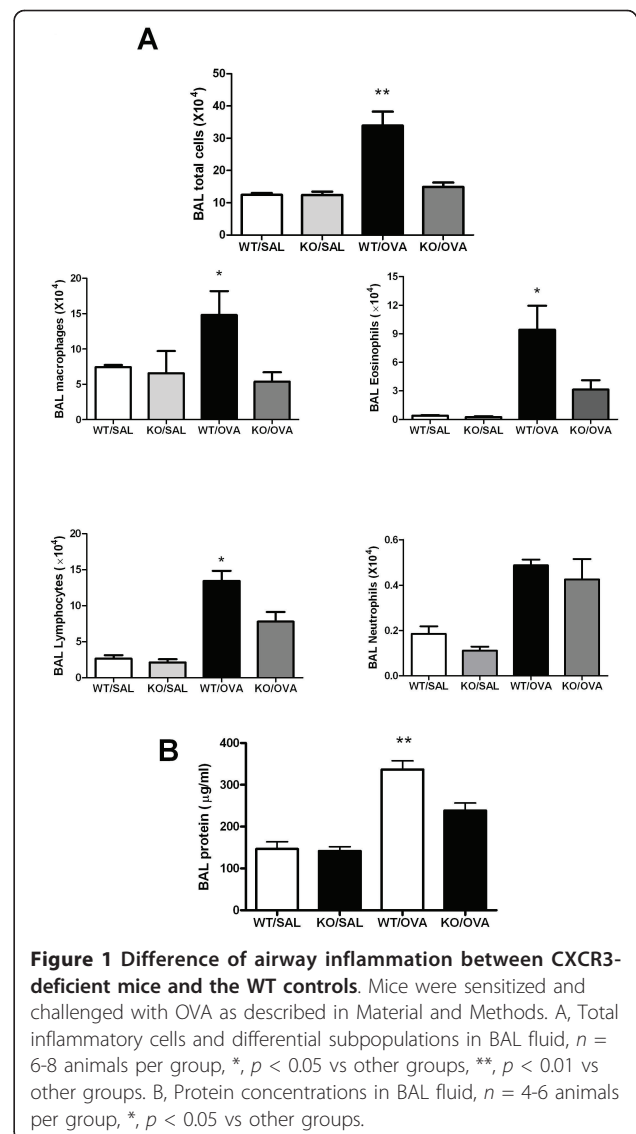 A
BAL total cells (X10⁴)
50
40
30
20
10
0
**
WT/SAL KO/SAL WT/OVA KO/OVA
BAL macrophages (X10⁴)
20
15
10
5
0
*
WT/SAL KO/SAL WT/OVA KO/OVA
BAL Eosinophils (×10⁴)
9
6
3
0
*
WT/SAL KO/SAL WT/OVA KO/OVA
BAL Lymphocytes (×10⁴)
20
15
10
5
0
*
WT/SAL KO/SAL WT/OVA KO/OVA
BAL Neutrophils (X10⁴)
0.6
0.4
0.2
0.0
WT/SAL KO/SAL WT/OVA KO/OVA
B
BAL protein (μg/ml)
400
300
200
100
0
**
WT/SAL KO/SAL WT/OVA KO/OVA
Figure 1 Difference of airway inflammation between CXCR3-
deficient mice and the WT controls. Mice were sensitized and
challenged with OVA as described in Material and Methods. A, Total
inflammatory cells and differential subpopulations in BAL fluid, n =
6-8 animals per group, *, p < 0.05 vs other groups, **, p < 0.01 vs
other groups. B, Protein concentrations in BAL fluid, n = 4-6 animals
per group, *, p < 0.05 vs other groups.